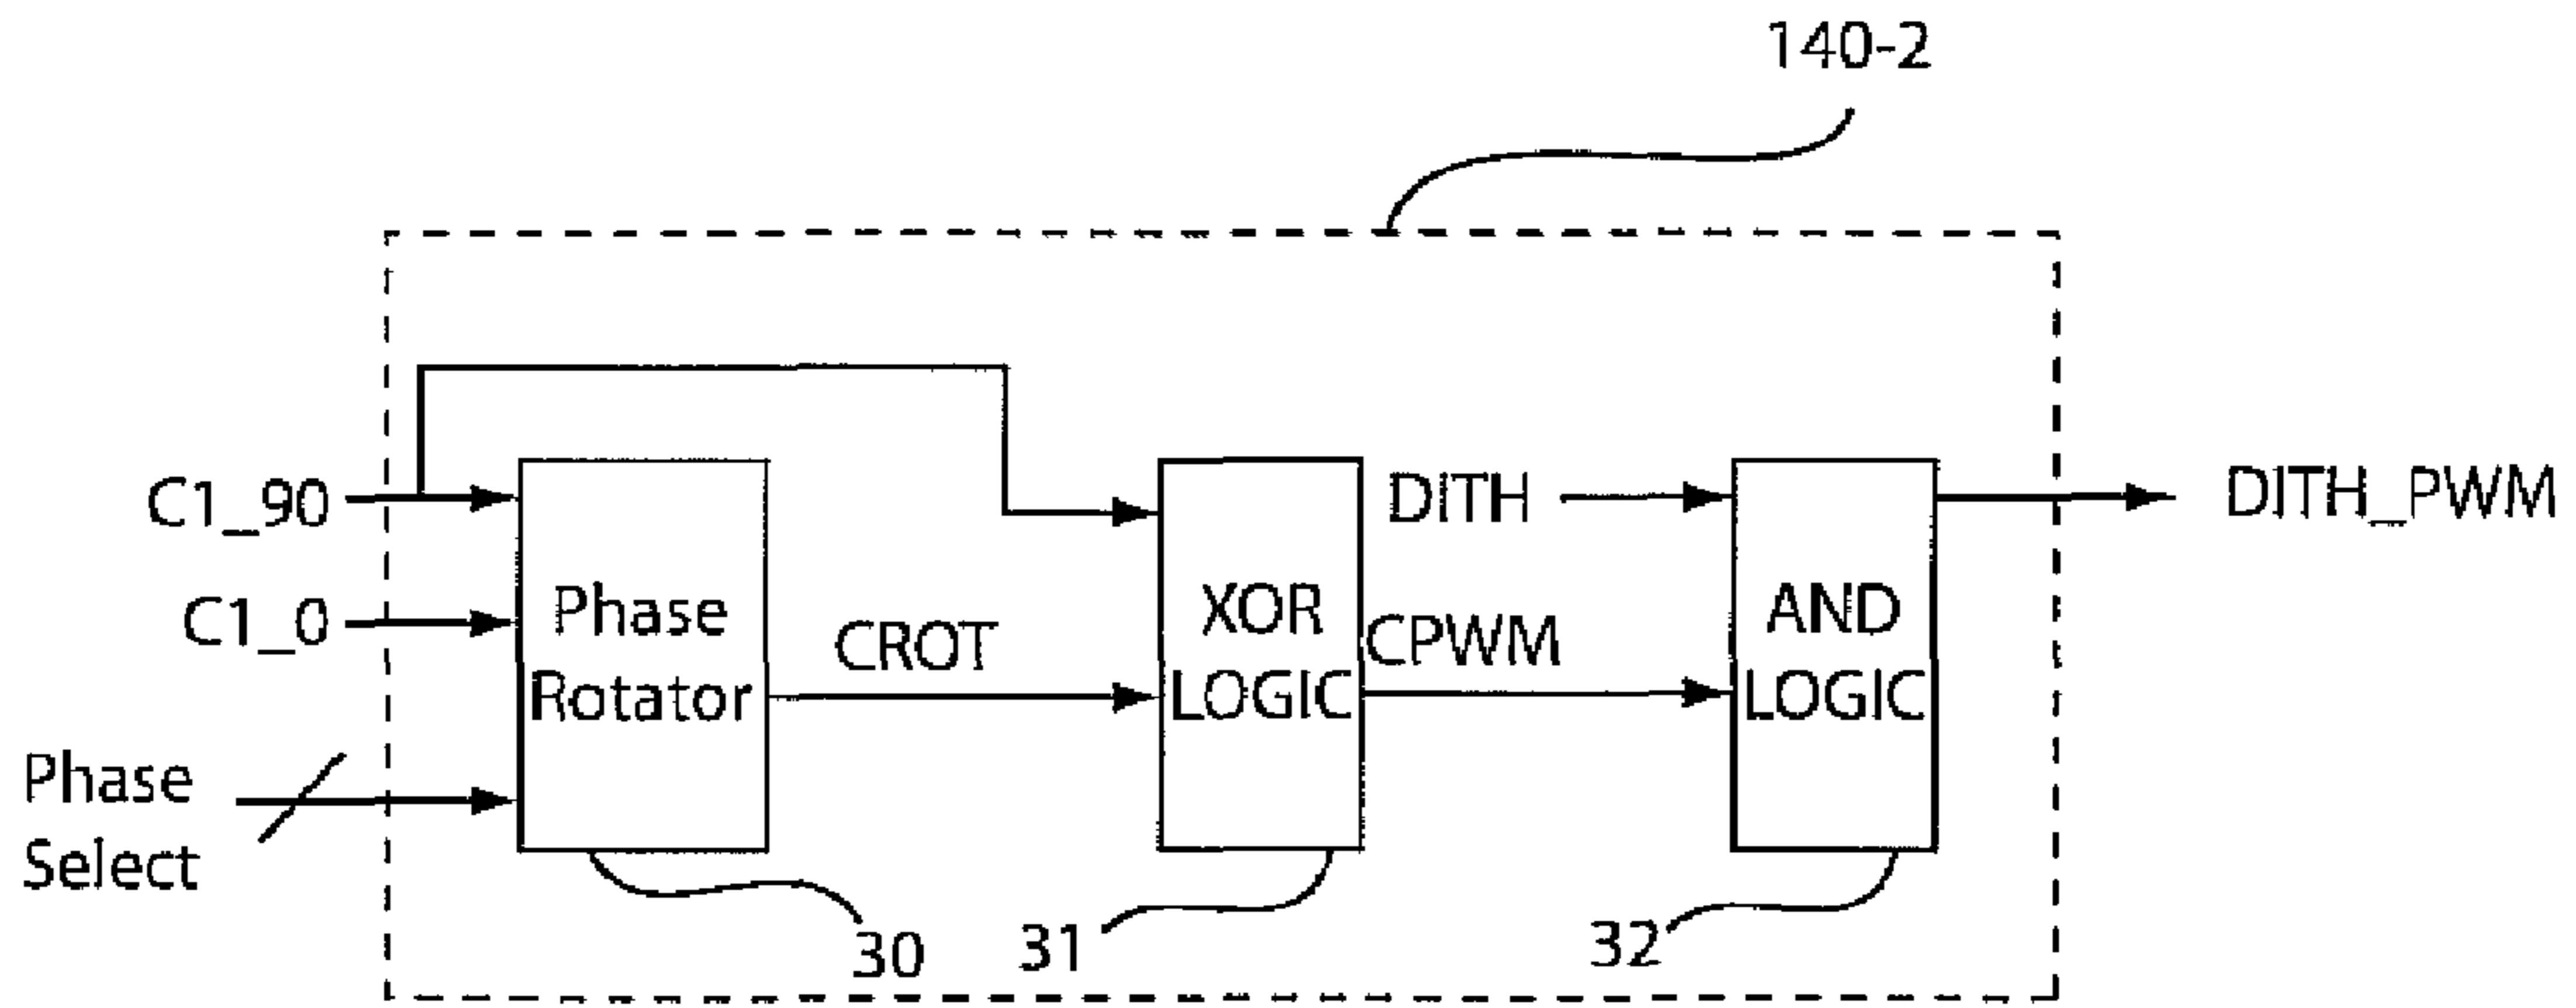 140-2
C1_90
C1_0
Phase
Select
Phase
Rotator
CROT
XOR
LOGIC
DITH
CPWM
AND
LOGIC
DITH_PWM
30
31
32